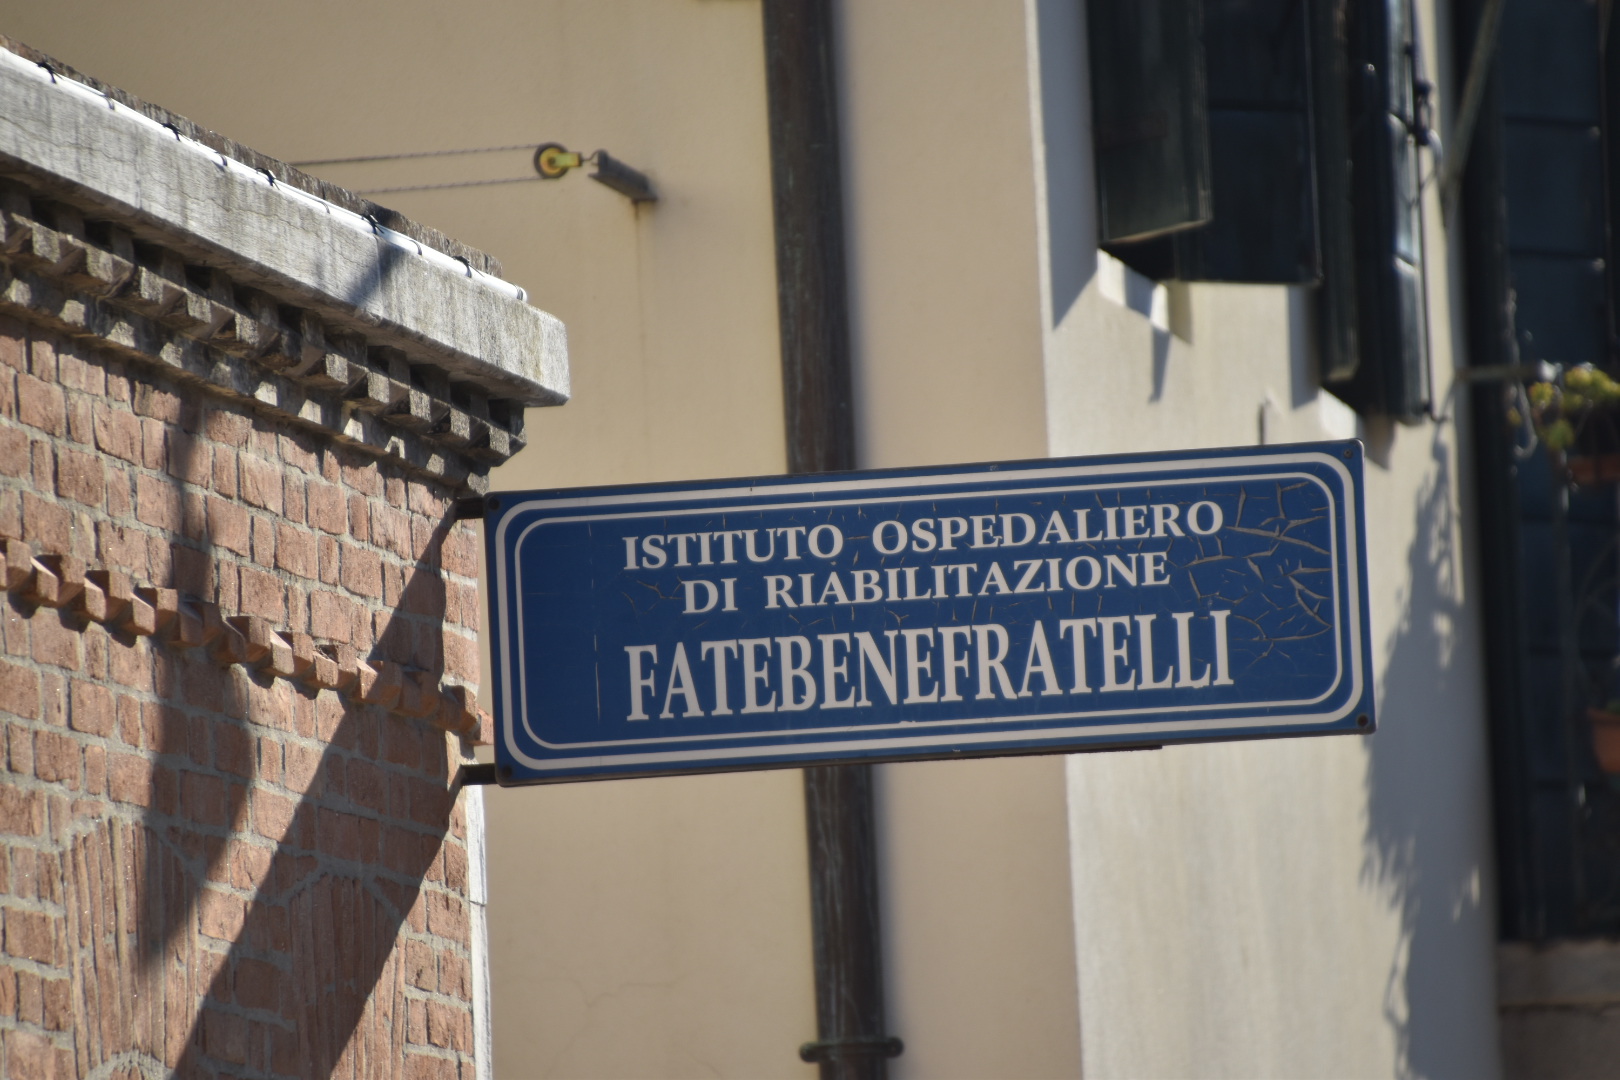 ISTITUTO OSPEDALIERO
DI RIABILITAZIONE
FATEBENEFRATELLI